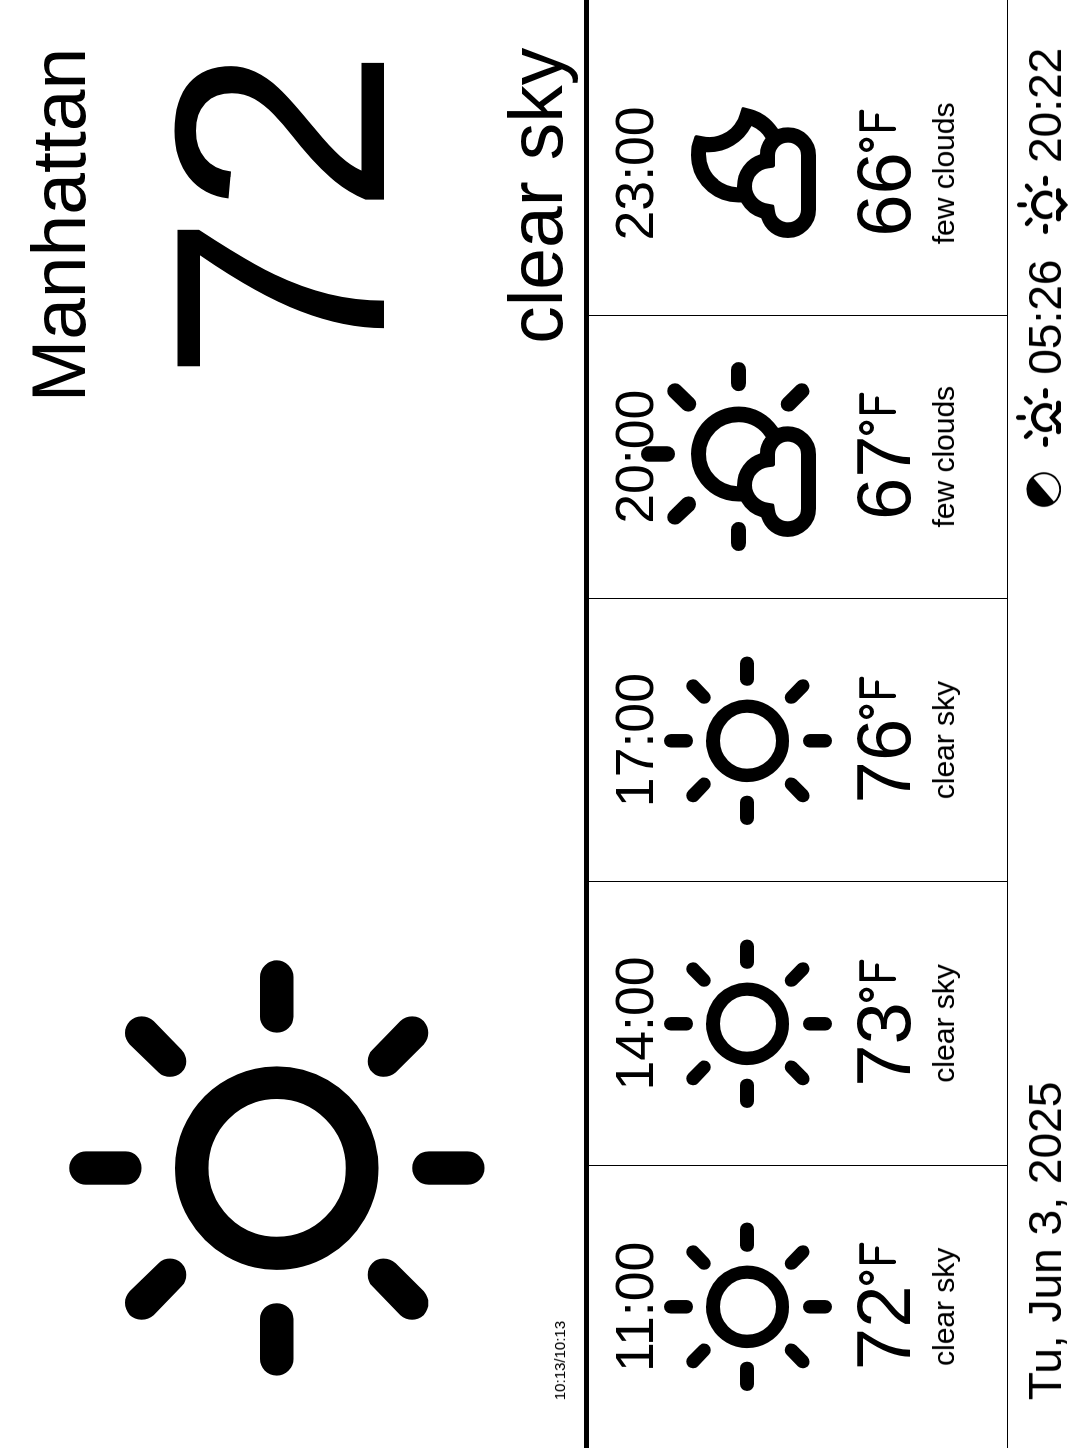 Manhattan
72
clear sky
10:13/10:13
11:00 14:00 17:00 20:00 23:00
72°F 73°F 76°F 67°F 66°F
clear sky clear sky clear sky few clouds few clouds
Tu, Jun 3, 2025 05:26 20:22